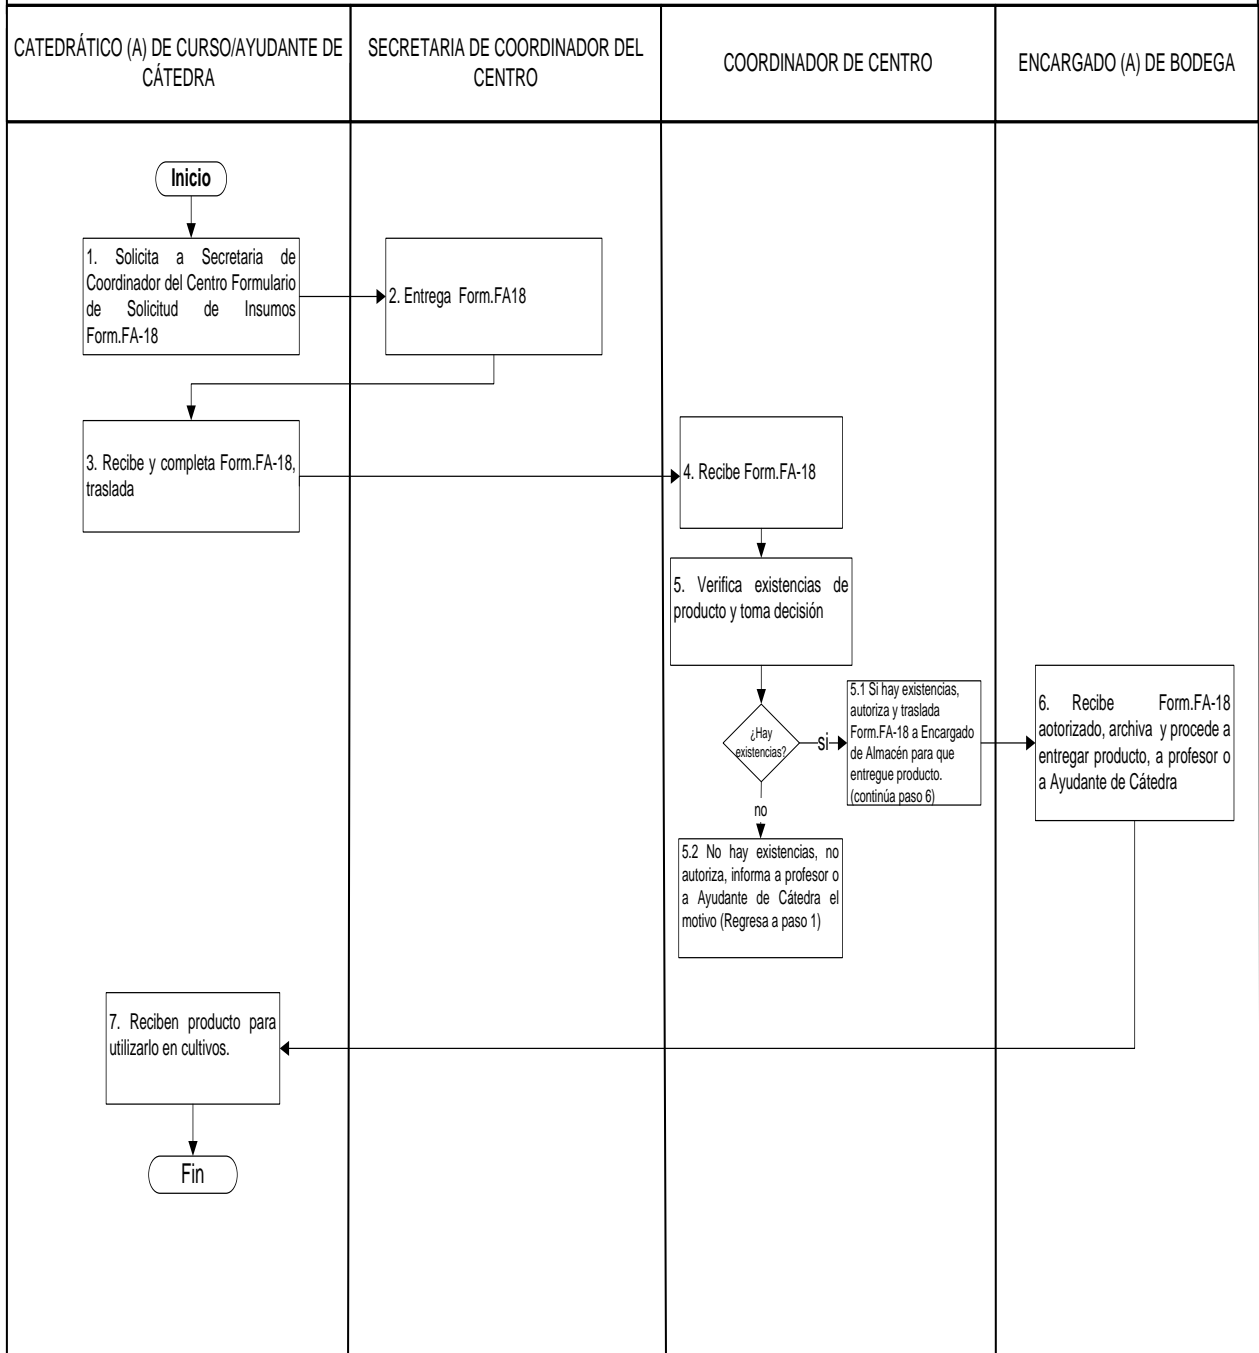 CATEDRÁTICO (A) DE CURSO/AYUDANTE DE
CÁTEDRA
SECRETARIA DE COORDINADOR DEL
CENTRO
COORDINADOR DE CENTRO
ENCARGADO (A) DE BODEGA
Inicio
1. Solicita a Secretaria de
Coordinador del Centro Formulario
de Solicitud de Insumos
Form.FA-18
2. Entrega Form.FA18
3. Recibe y completa Form.FA-18,
traslada
4. Recibe Form.FA-18
5. Verifica existencias de
producto y toma decisión
¿Hay
existencias?
si
5.1 Si hay existencias,
autoriza y traslada
Form.FA-18 a Encargado
de Almacén para que
entregue producto.
(continúa paso 6)
6. Recibe Form.FA-18
aotorizado, archiva y procede a
entregar producto, a profesor o
a Ayudante de Cátedra
no
5.2 No hay existencias, no
autoriza, informa a profesor o
a Ayudante de Cátedra el
motivo (Regresa a paso 1)
7. Reciben producto para
utilizarlo en cultivos.
Fin